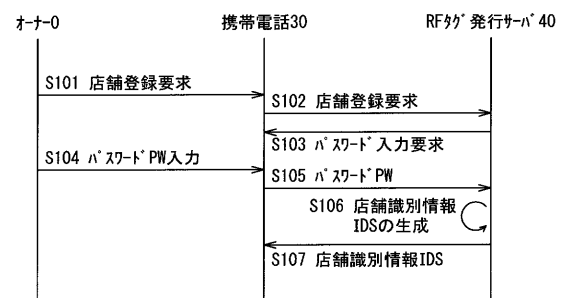 ｵｰﾅｰO
携帯電話30
RFﾀｸﾞ発行ｻｰﾊﾞ40
S101 店舗登録要求
S102 店舗登録要求
S103 ﾊﾟｽﾜｰﾄﾞ入力要求
S104 ﾊﾟｽﾜｰﾄﾞPW入力
S105 ﾊﾟｽﾜｰﾄﾞPW
S106 店舗識別情報
IDSの生成
S107 店舗識別情報IDS